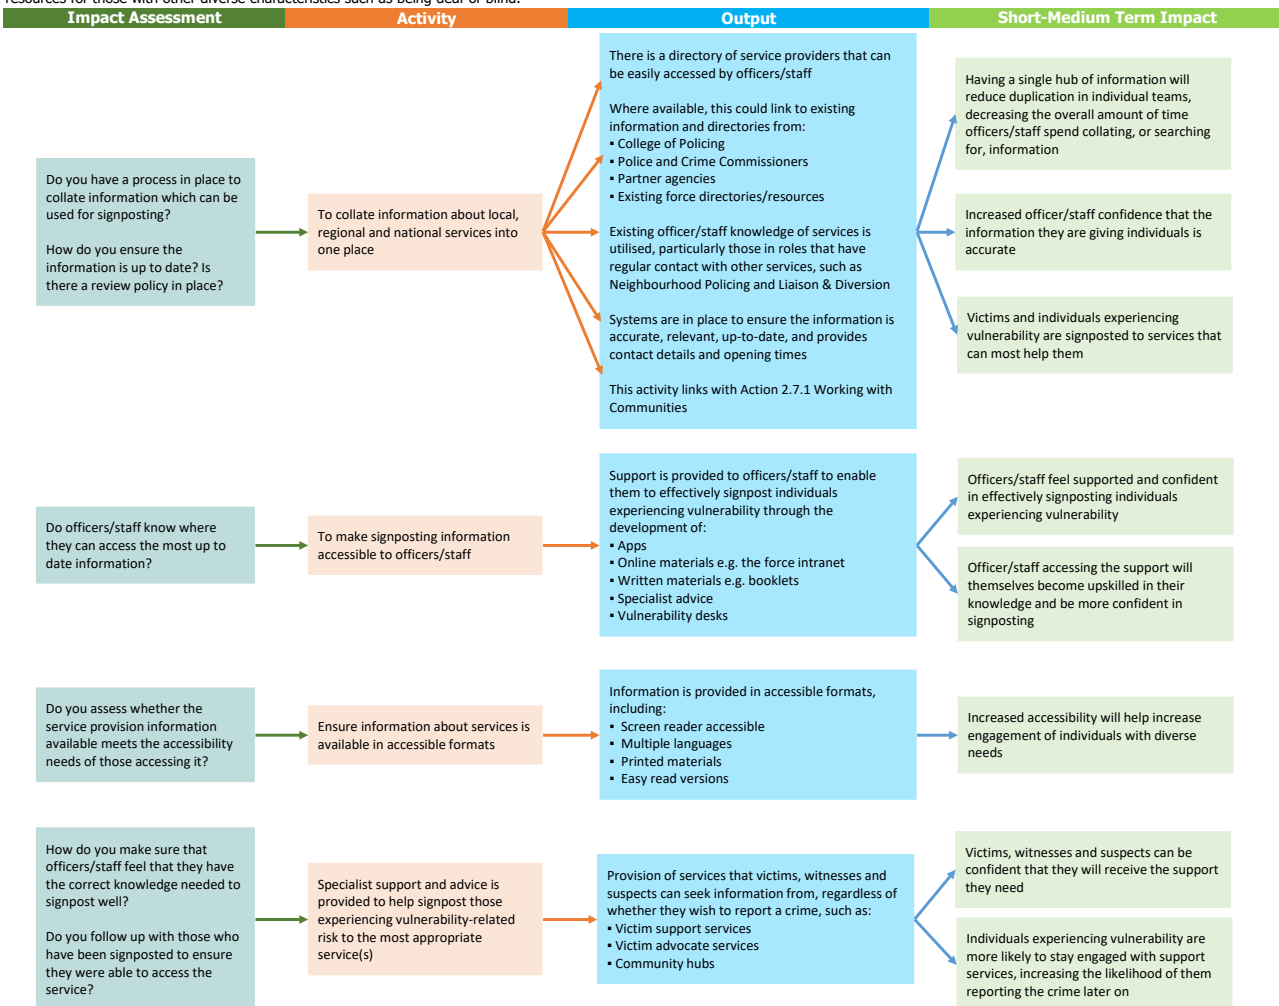 resources for those with other diverse characteristics such as being deaf or blind.
Impact Assessment
Activity
Output
Short-Medium Term Impact
Do you have a process in place to
collate information which can be
used for signposting?
How do you ensure the
information is up to date? Is
there a review policy in place?
To collate information about local,
regional and national services into
one place
There is a directory of service providers that can
be easily accessed by officers/staff
Where available, this could link to existing
information and directories from:
▪ College of Policing
▪ Police and Crime Commissioners
▪ Partner agencies
▪ Existing force directories/resources
Existing officer/staff knowledge of services is
utilised, particularly those in roles that have
regular contact with other services, such as
Neighbourhood Policing and Liaison & Diversion
Systems are in place to ensure the information is
accurate, relevant, up-to-date, and provides
contact details and opening times
This activity links with Action 2.7.1 Working with
Communities
Having a single hub of information will
reduce duplication in individual teams,
decreasing the overall amount of time
officers/staff spend collating, or searching
for, information
Increased officer/staff confidence that the
information they are giving individuals is
accurate
Victims and individuals experiencing
vulnerability are signposted to services that
can most help them
Do officers/staff know where
they can access the most up to
date information?
To make signposting information
accessible to officers/staff
Support is provided to officers/staff to enable
them to effectively signpost individuals
experiencing vulnerability through the
development of:
▪ Apps
▪ Online materials e.g. the force intranet
▪ Written materials e.g. booklets
▪ Specialist advice
▪ Vulnerability desks
Officers/staff feel supported and confident
in effectively signposting individuals
experiencing vulnerability
Officer/staff accessing the support will
themselves become upskilled in their
knowledge and be more confident in
signposting
Do you assess whether the
service provision information
available meets the accessibility
needs of those accessing it?
Ensure information about services is
available in accessible formats
Information is provided in accessible formats,
including:
▪ Screen reader accessible
▪ Multiple languages
▪ Printed materials
▪ Easy read versions
Increased accessibility will help increase
engagement of individuals with diverse
needs
How do you make sure that
officers/staff feel that they have
the correct knowledge needed to
signpost well?
Do you follow up with those who
have been signposted to ensure
they were able to access the
service?
Specialist support and advice is
provided to help signpost those
experiencing vulnerability-related
risk to the most appropriate
service(s)
Provision of services that victims, witnesses and
suspects can seek information from, regardless of
whether they wish to report a crime, such as:
▪ Victim support services
▪ Victim advocate services
▪ Community hubs
Victims, witnesses and suspects can be
confident that they will receive the support
they need
Individuals experiencing vulnerability are
more likely to stay engaged with support
services, increasing the likelihood of them
reporting the crime later on